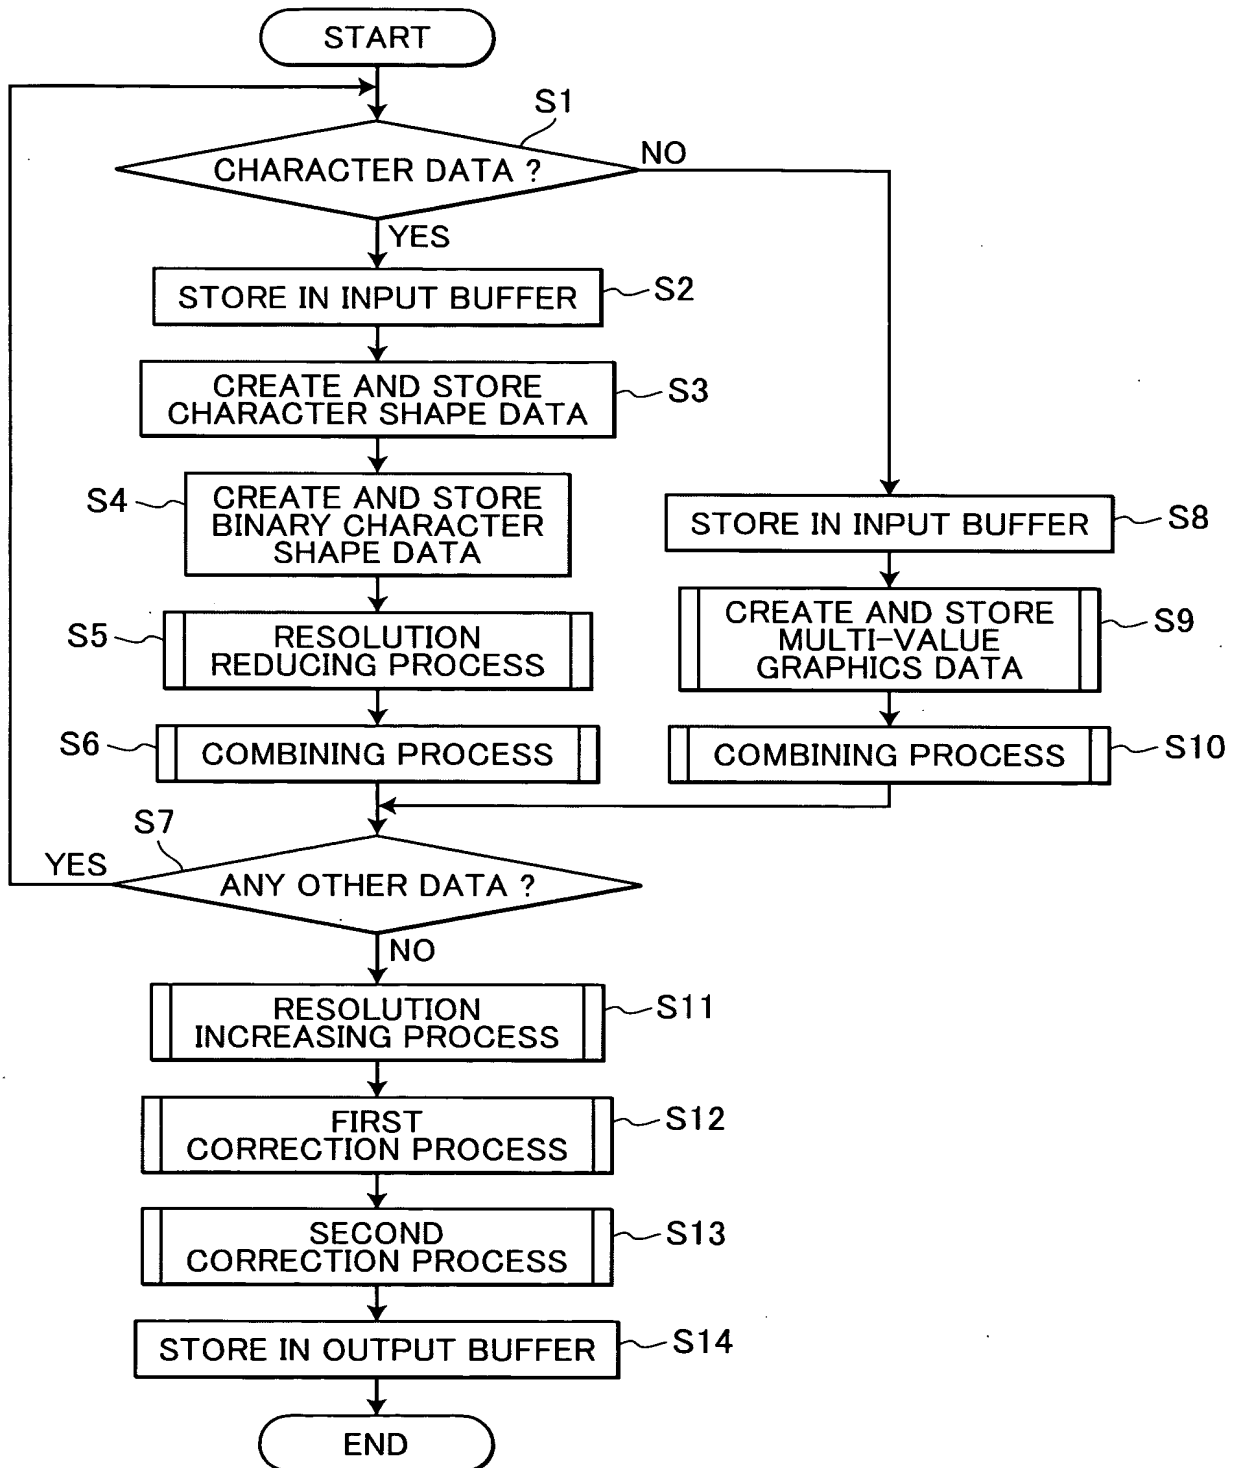 START
S1
CHARACTER DATA ?
NO
YES
STORE IN INPUT BUFFER
S2
CREATE AND STORE
CHARACTER SHAPE DATA
S3
S4
CREATE AND STORE
BINARY CHARACTER
SHAPE DATA
STORE IN INPUT BUFFER
S8
S5
RESOLUTION
REDUCING PROCESS
CREATE AND STORE
MULTI-VALUE
GRAPHICS DATA
S9
S6
COMBINING PROCESS
COMBINING PROCESS
S10
S7
YES
ANY OTHER DATA ?
NO
RESOLUTION
INCREASING PROCESS
S11
FIRST
CORRECTION PROCESS
S12
SECOND
CORRECTION PROCESS
S13
STORE IN OUTPUT BUFFER
S14
END